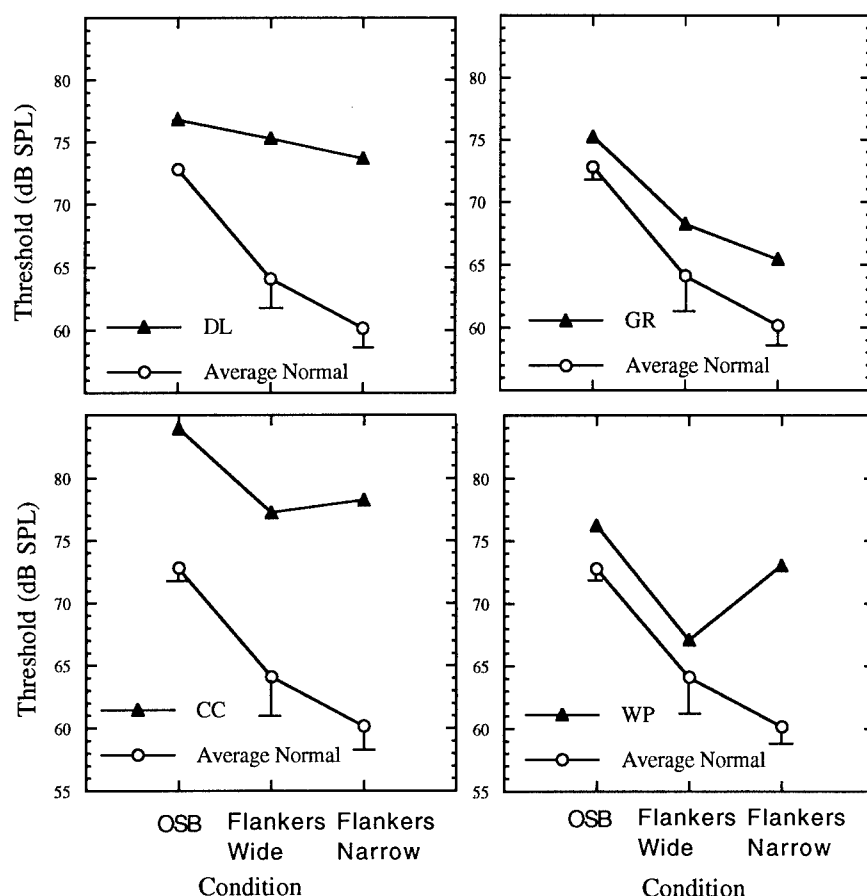 Threshold (dB SPL)
80
75
70
65
60
DL
Average Normal
80
75
70
65
60
GR
Average Normal
Threshold (dB SPL)
80
75
70
65
60
55
CC
Average Normal
OSB
Flankers
Wide
Flankers
Narrow
Condition
80
75
70
65
60
55
WP
Average Normal
OSB
Flankers
Wide
Flankers
Narrow
Condition